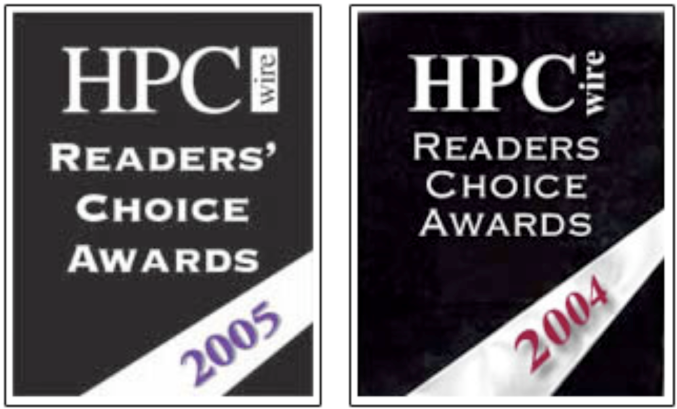 HPC wire
READERS'
CHOICE
AWARDS
2005
HPC wire
READERS
CHOICE
AWARDS
2004